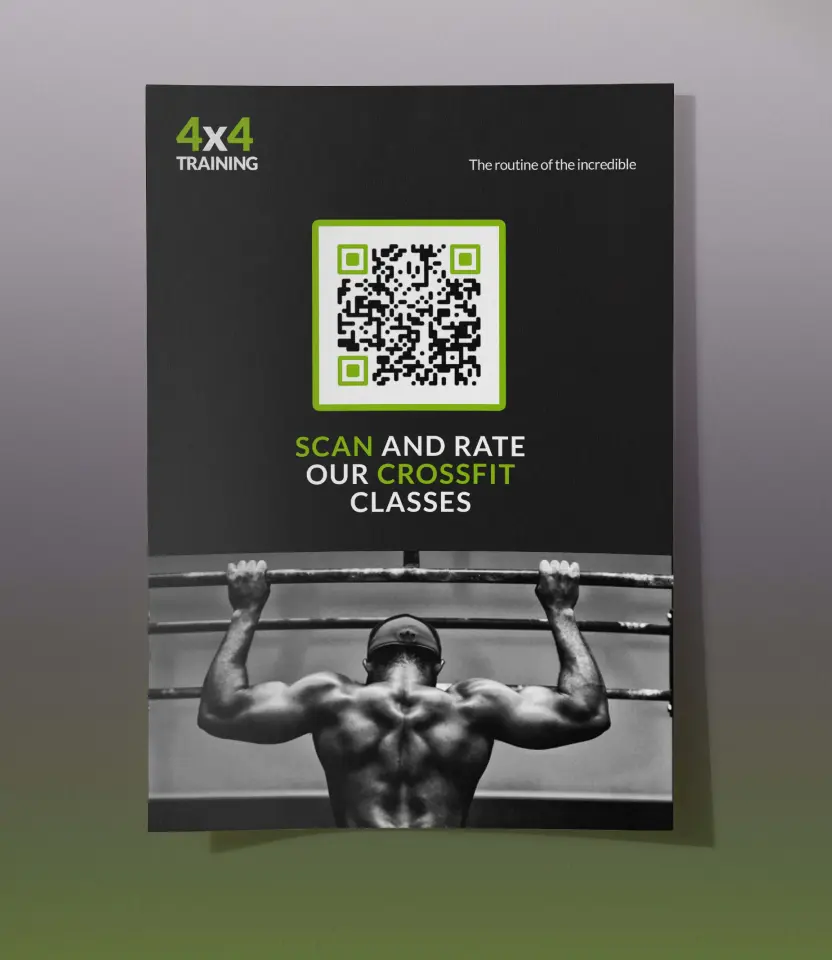 4x4
TRAINING
The routine of the incredible
SCAN AND RATE
OUR CROSSFIT
CLASSES